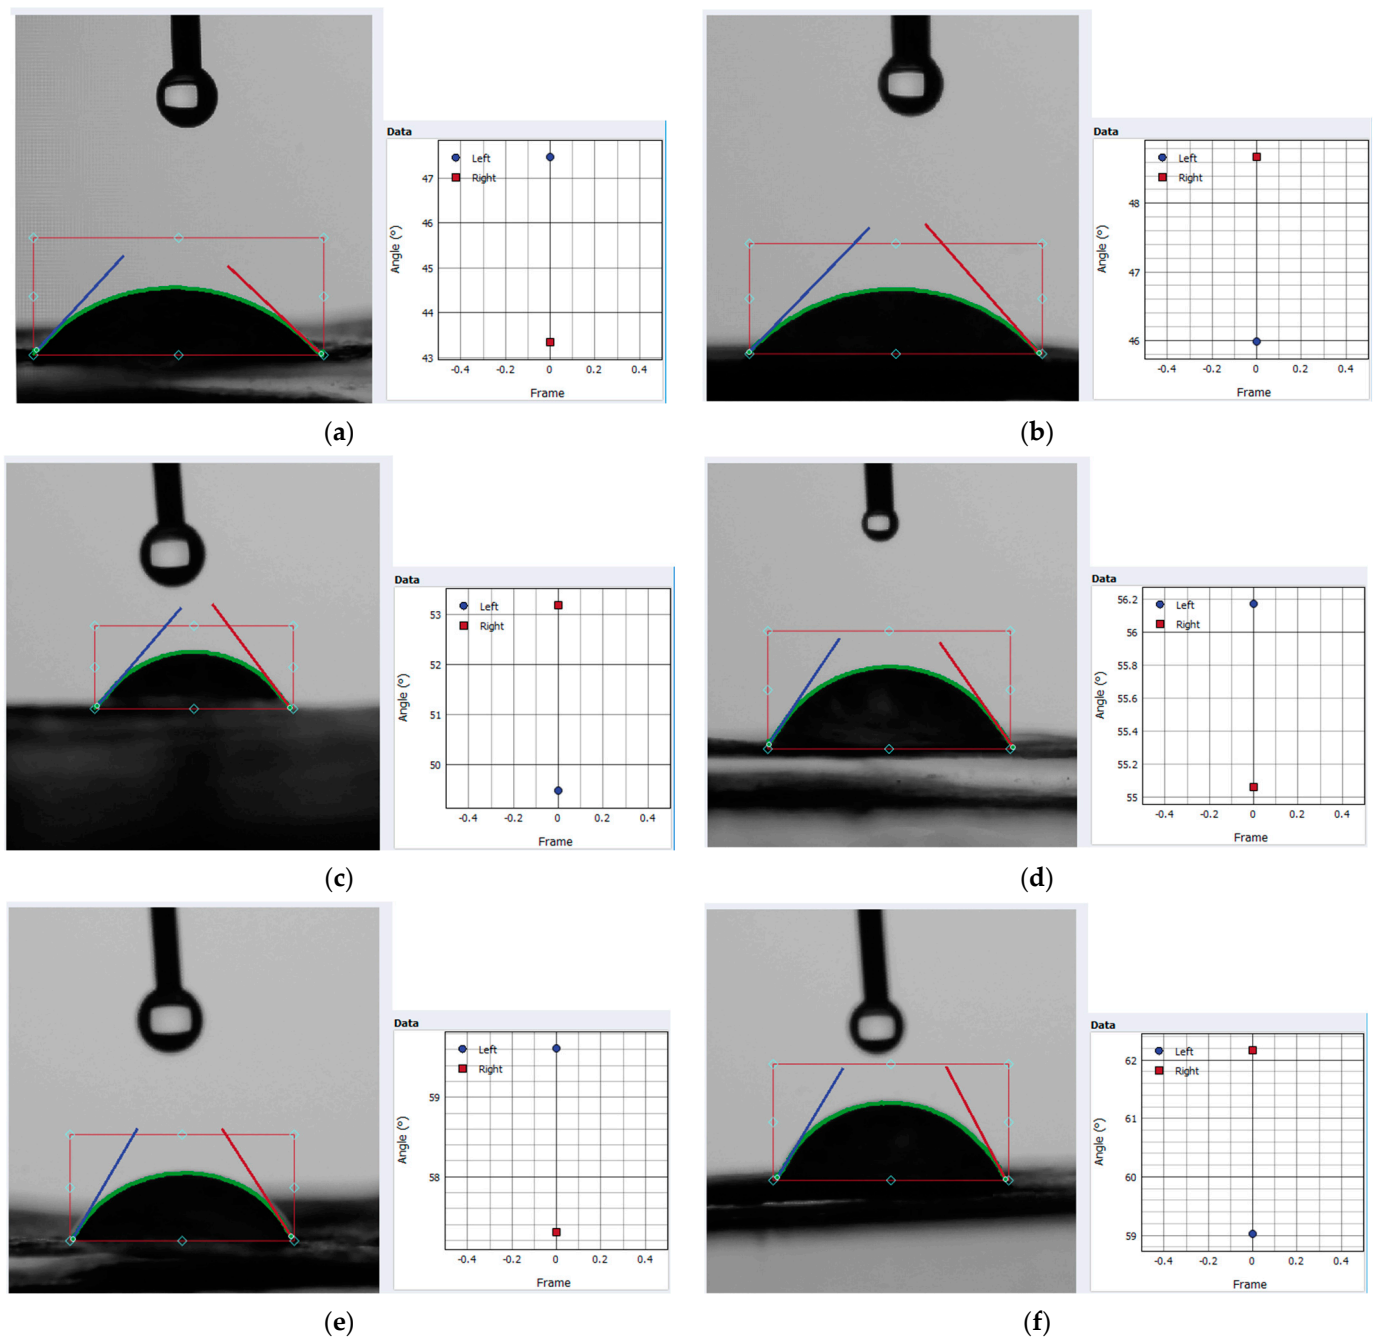 Data
Left
Right
47
46
45
44
43
Angle (°)
-0.4 -0.2 0 0.2 0.4
Frame
(a)
Data
Left
Right
48
47
46
Angle (°)
-0.4 -0.2 0 0.2 0.4
Frame
(b)
Data
Left
Right
53
52
51
50
Angle (°)
-0.4 -0.2 0 0.2 0.4
Frame
(c)
Data
Left
Right
56.2
56
55.8
55.6
55.4
55.2
55
Angle (°)
-0.4 -0.2 0 0.2 0.4
Frame
(d)
Data
Left
Right
59
58
Angle (°)
-0.4 -0.2 0 0.2 0.4
Frame
(e)
Data
Left
Right
62
61
60
59
Angle (°)
-0.4 -0.2 0 0.2 0.4
Frame
(f)